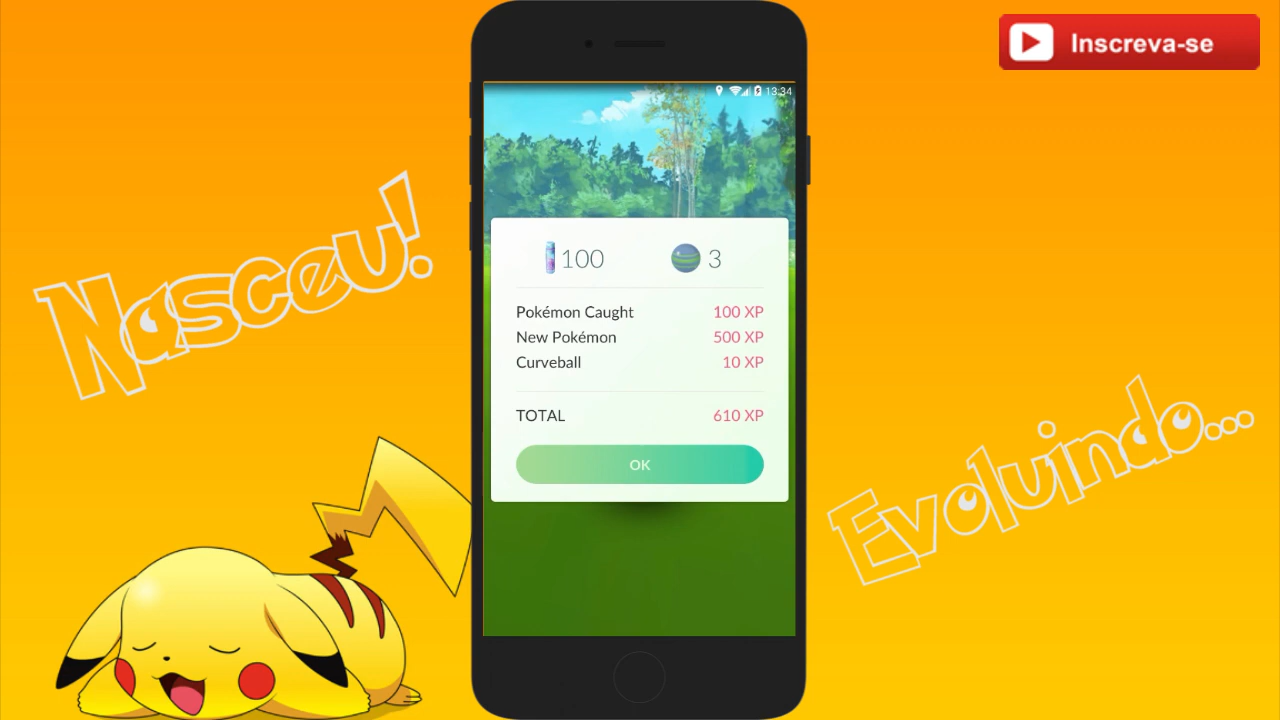 Inscreva-se
13:34
Nasceu!
100 3
Pokémon Caught 100 XP
New Pokémon 500 XP
Curveball 10 XP
TOTAL 610 XP
OK
Evoluindo...